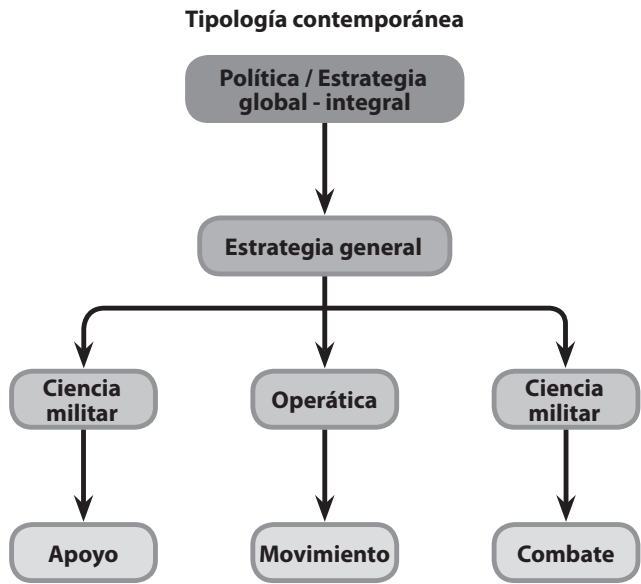 Tipología contemporánea
Política / Estrategia
global - integral
Estrategia general
Ciencia
militar
Operática
Ciencia
militar
Apoyo
Movimiento
Combate